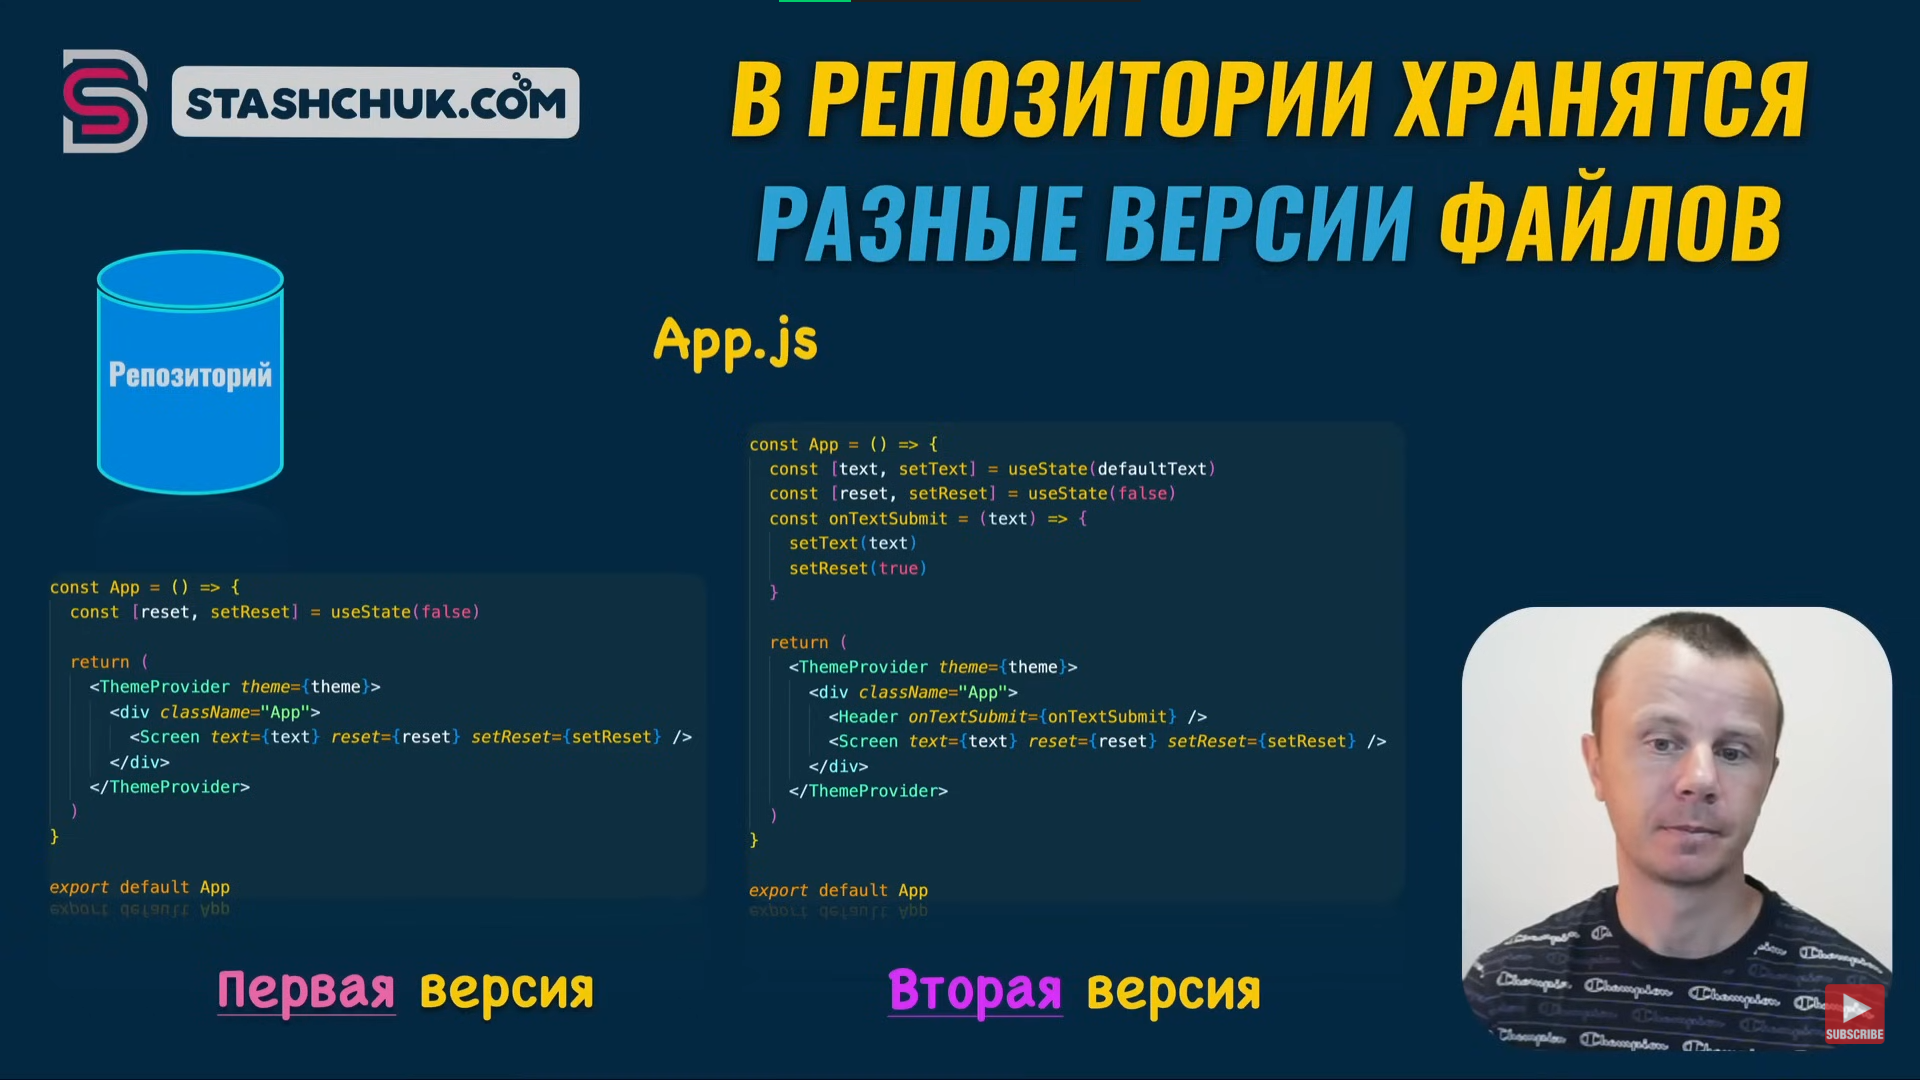 STASHCHUK.COM
В РЕПОЗИТОРИИ ХРАНЯТСЯ
РАЗНЫЕ ВЕРСИИ ФАЙЛОВ
Репозиторий
App.js
const App = () => {
  const [reset, setReset] = useState(false)
  return (
    <ThemeProvider theme={theme}>
      <div className="App">
        <Screen text={text} reset={reset} setReset={setReset} />
      </div>
    </ThemeProvider>
  )
}
export default App
Первая версия
const App = () => {
  const [text, setText] = useState(defaultText)
  const [reset, setReset] = useState(false)
  const onTextSubmit = (text) => {
    setText(text)
    setReset(true)
  }
  return (
    <ThemeProvider theme={theme}>
      <div className="App">
        <Header onTextSubmit={onTextSubmit} />
        <Screen text={text} reset={reset} setReset={setReset} />
      </div>
    </ThemeProvider>
  )
}
export default App
Вторая версия
Champion Champion Champion
SUBSCRIBE